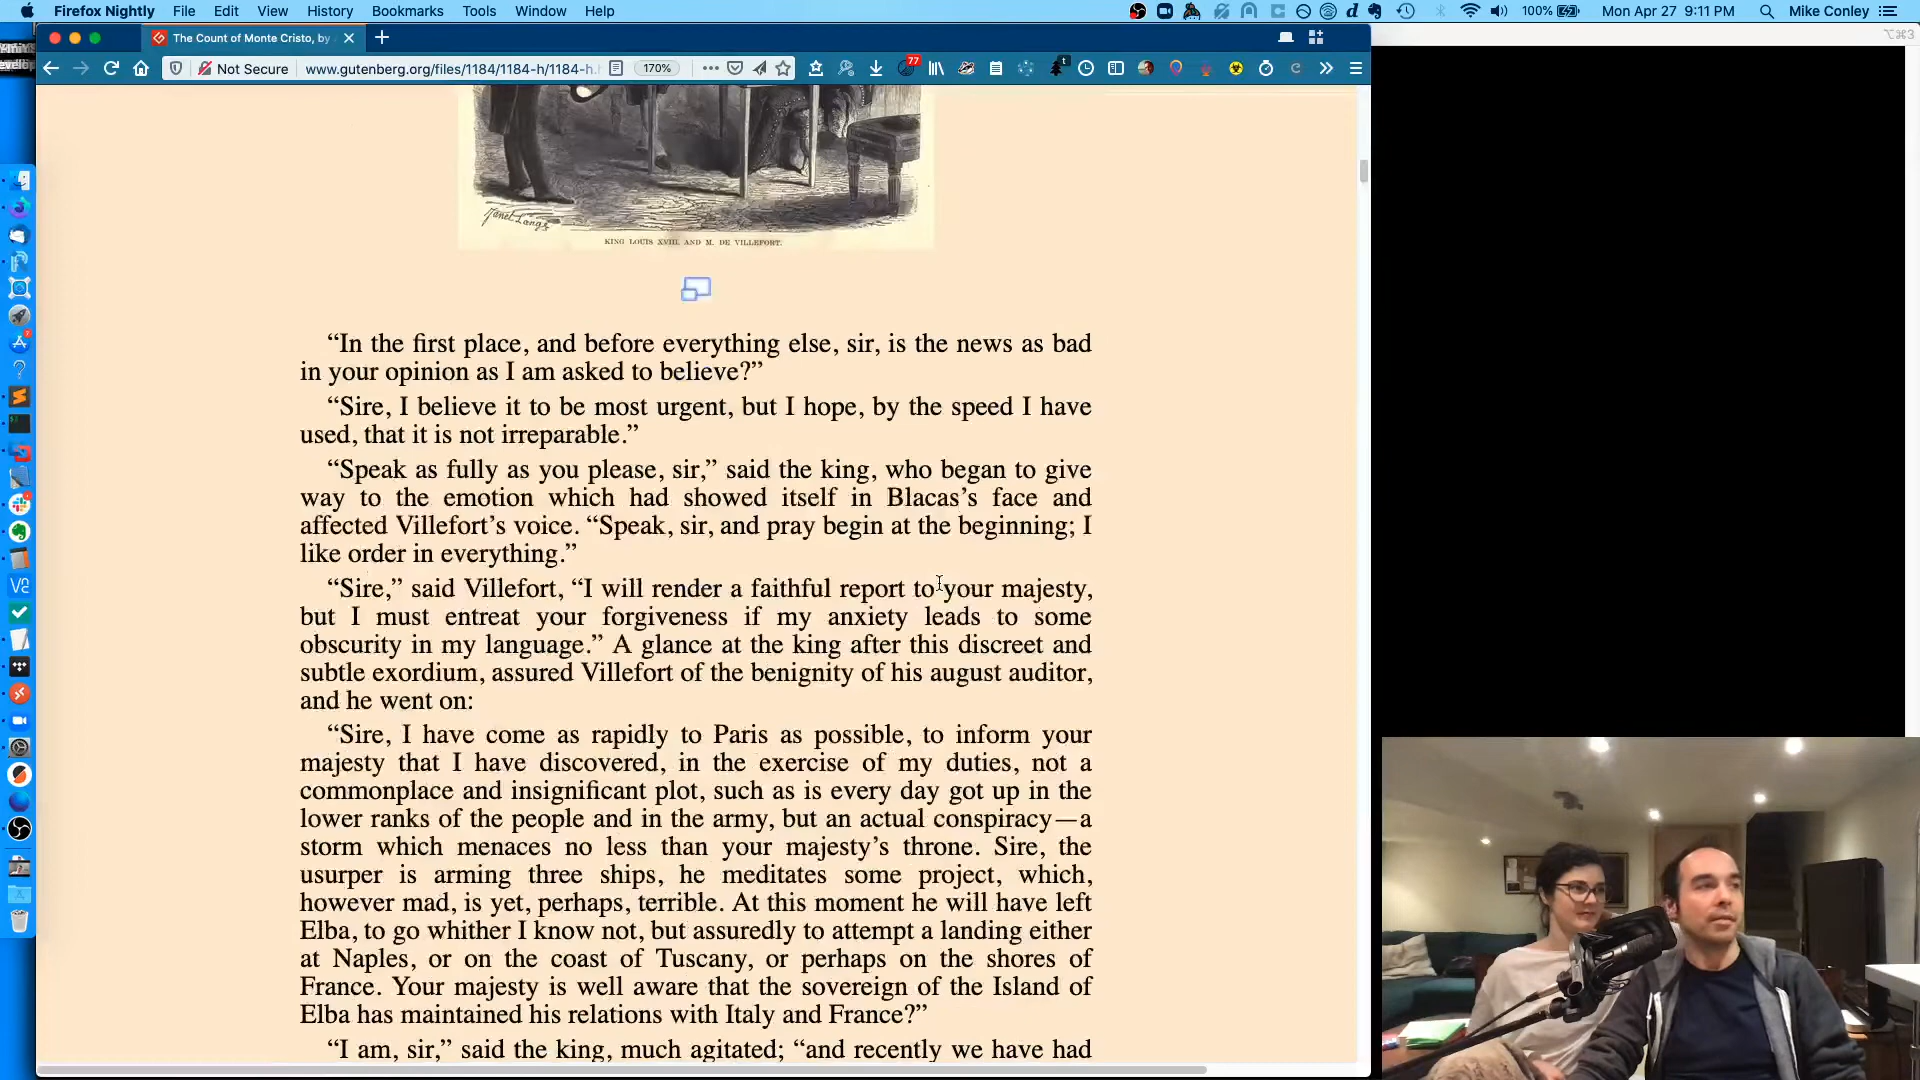 Firefox Nightly File Edit View History Bookmarks Tools Window Help 100% Mon Apr 27 9:11 PM Mike Conley
The Count of Monte Cristo, by
⌥⌘3
Not Secure www.gutenberg.org/files/1184/1184-h/1184-h. 170% 77
Janet Lange
KING LOUIS XVIII. AND M. DE VILLEFORT.
“In the first place, and before everything else, sir, is the news as bad
in your opinion as I am asked to believe?”
“Sire, I believe it to be most urgent, but I hope, by the speed I have
used, that it is not irreparable.”
“Speak as fully as you please, sir,” said the king, who began to give
way to the emotion which had showed itself in Blacas’s face and
affected Villefort’s voice. “Speak, sir, and pray begin at the beginning; I
like order in everything.”
“Sire,” said Villefort, “I will render a faithful report to your majesty,
but I must entreat your forgiveness if my anxiety leads to some
obscurity in my language.” A glance at the king after this discreet and
subtle exordium, assured Villefort of the benignity of his august auditor,
and he went on:
“Sire, I have come as rapidly to Paris as possible, to inform your
majesty that I have discovered, in the exercise of my duties, not a
commonplace and insignificant plot, such as is every day got up in the
lower ranks of the people and in the army, but an actual conspiracy—a
storm which menaces no less than your majesty’s throne. Sire, the
usurper is arming three ships, he meditates some project, which,
however mad, is yet, perhaps, terrible. At this moment he will have left
Elba, to go whither I know not, but assuredly to attempt a landing either
at Naples, or on the coast of Tuscany, or perhaps on the shores of
France. Your majesty is well aware that the sovereign of the Island of
Elba has maintained his relations with Italy and France?”
“I am, sir,” said the king, much agitated; “and recently we have had